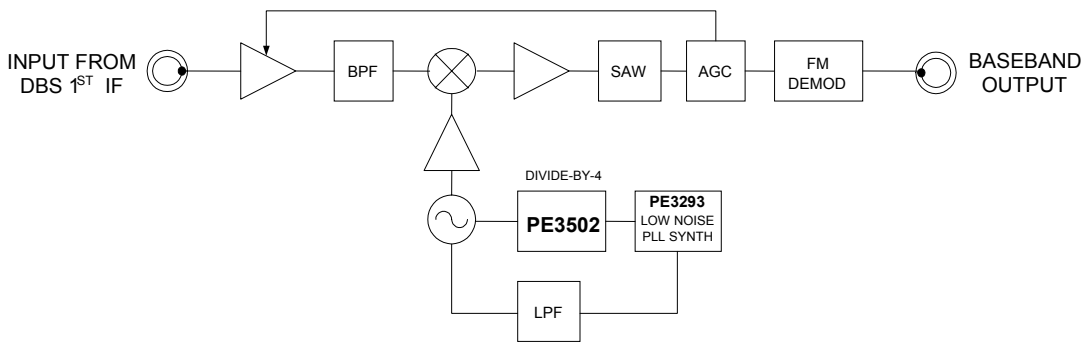 INPUT FROM
DBS 1ST IF
BPF
SAW
AGC
FM
DEMOD
BASEBAND
OUTPUT
DIVIDE-BY-4
PE3502
PE3293
LOW NOISE
PLL SYNTH
LPF